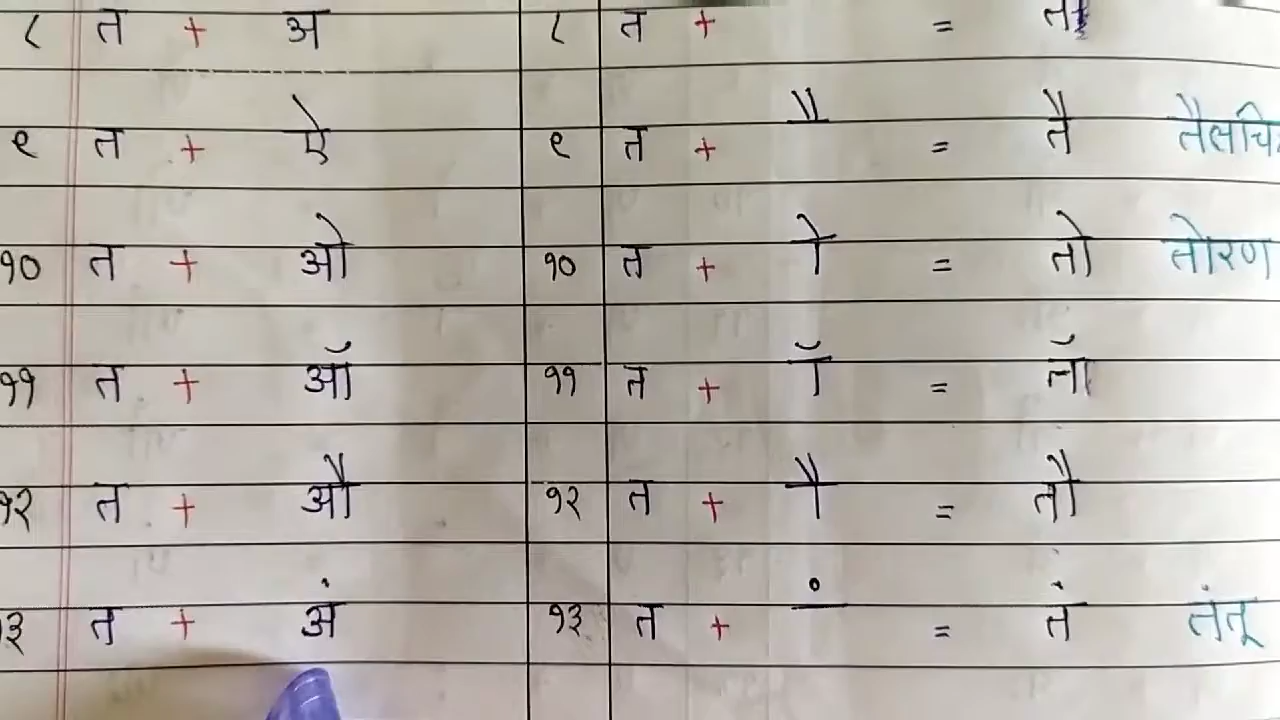 ८ त + अ ८ त + = त
९ त + ऐ ९ त + ै = तै तैलचि
१० त + ओ १० त + ो = तो तोरण
११ त + ऑ ११ त + ॉ = तॉ
१२ त + औ १२ त + ौ = तौ
१३ त + अं १३ त + ं = तं तंतू